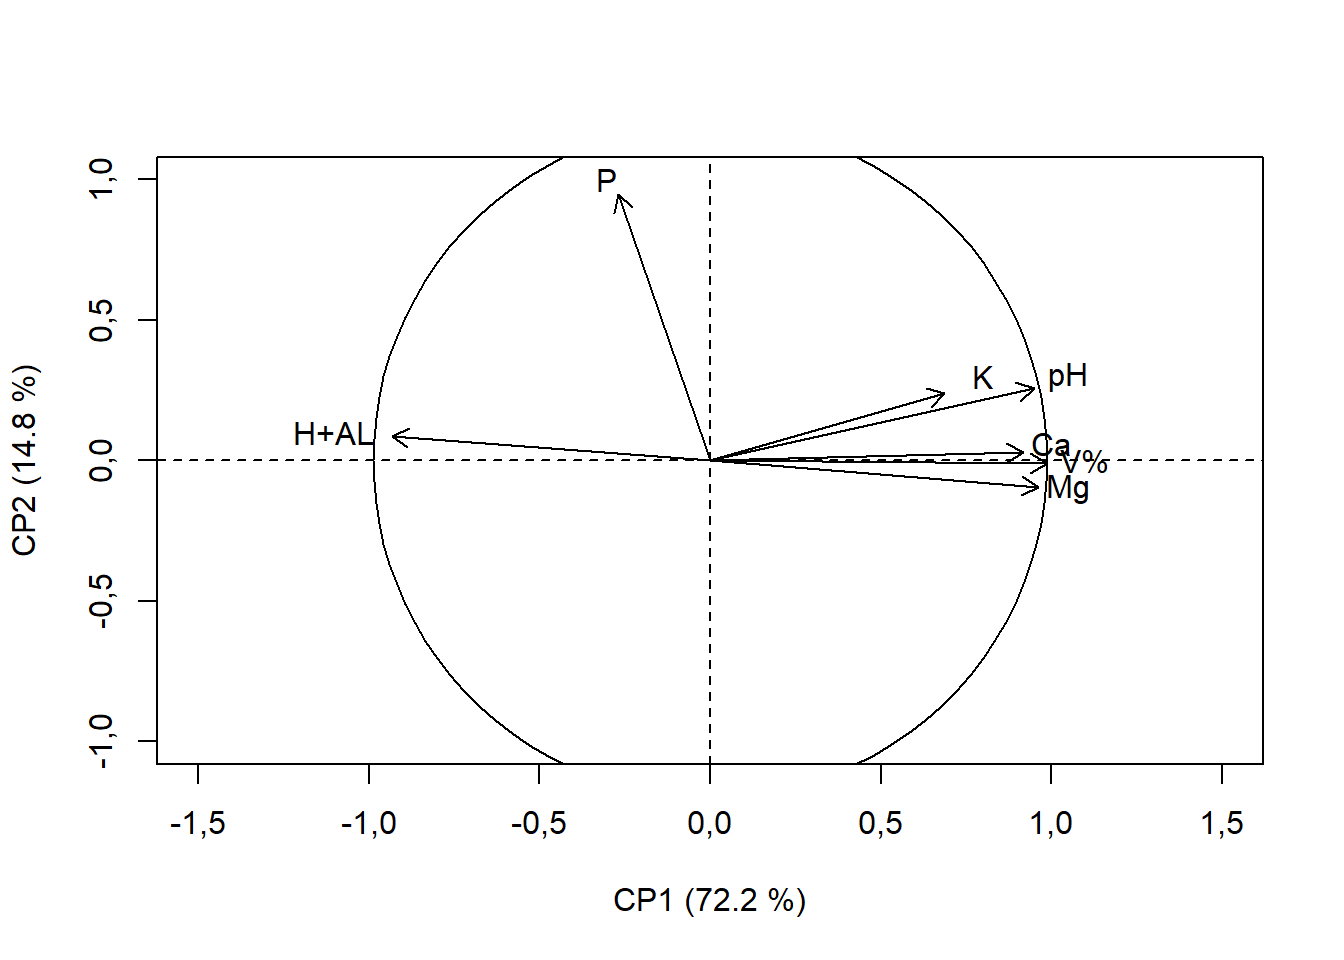 1,0
0,5
0,0
-0,5
-1,0
CP2 (14.8 %)
P
K
pH
H+AL
Ca
V%
Mg
-1,5
-1,0
-0,5
0,0
0,5
1,0
1,5
CP1 (72.2 %)